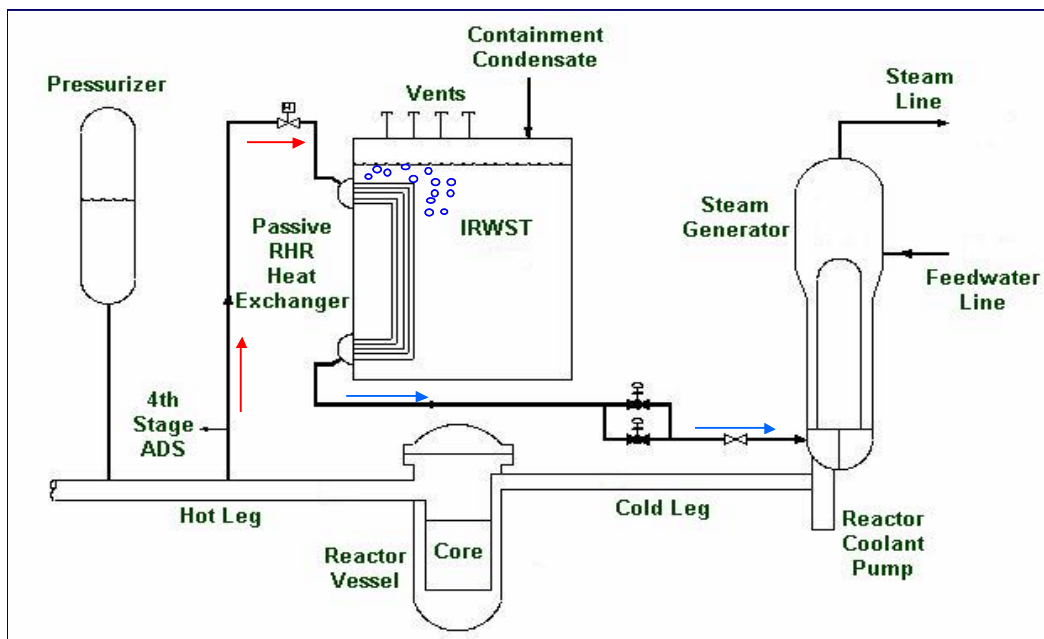 Containment
Condensate
Pressurizer
Vents
Steam
Line
Passive
RHR
Heat
Exchanger
IRWST
Steam
Generator
Feedwater
Line
4th
Stage
ADS
Hot Leg
Cold Leg
Reactor
Vessel
Core
Reactor
Coolant
Pump